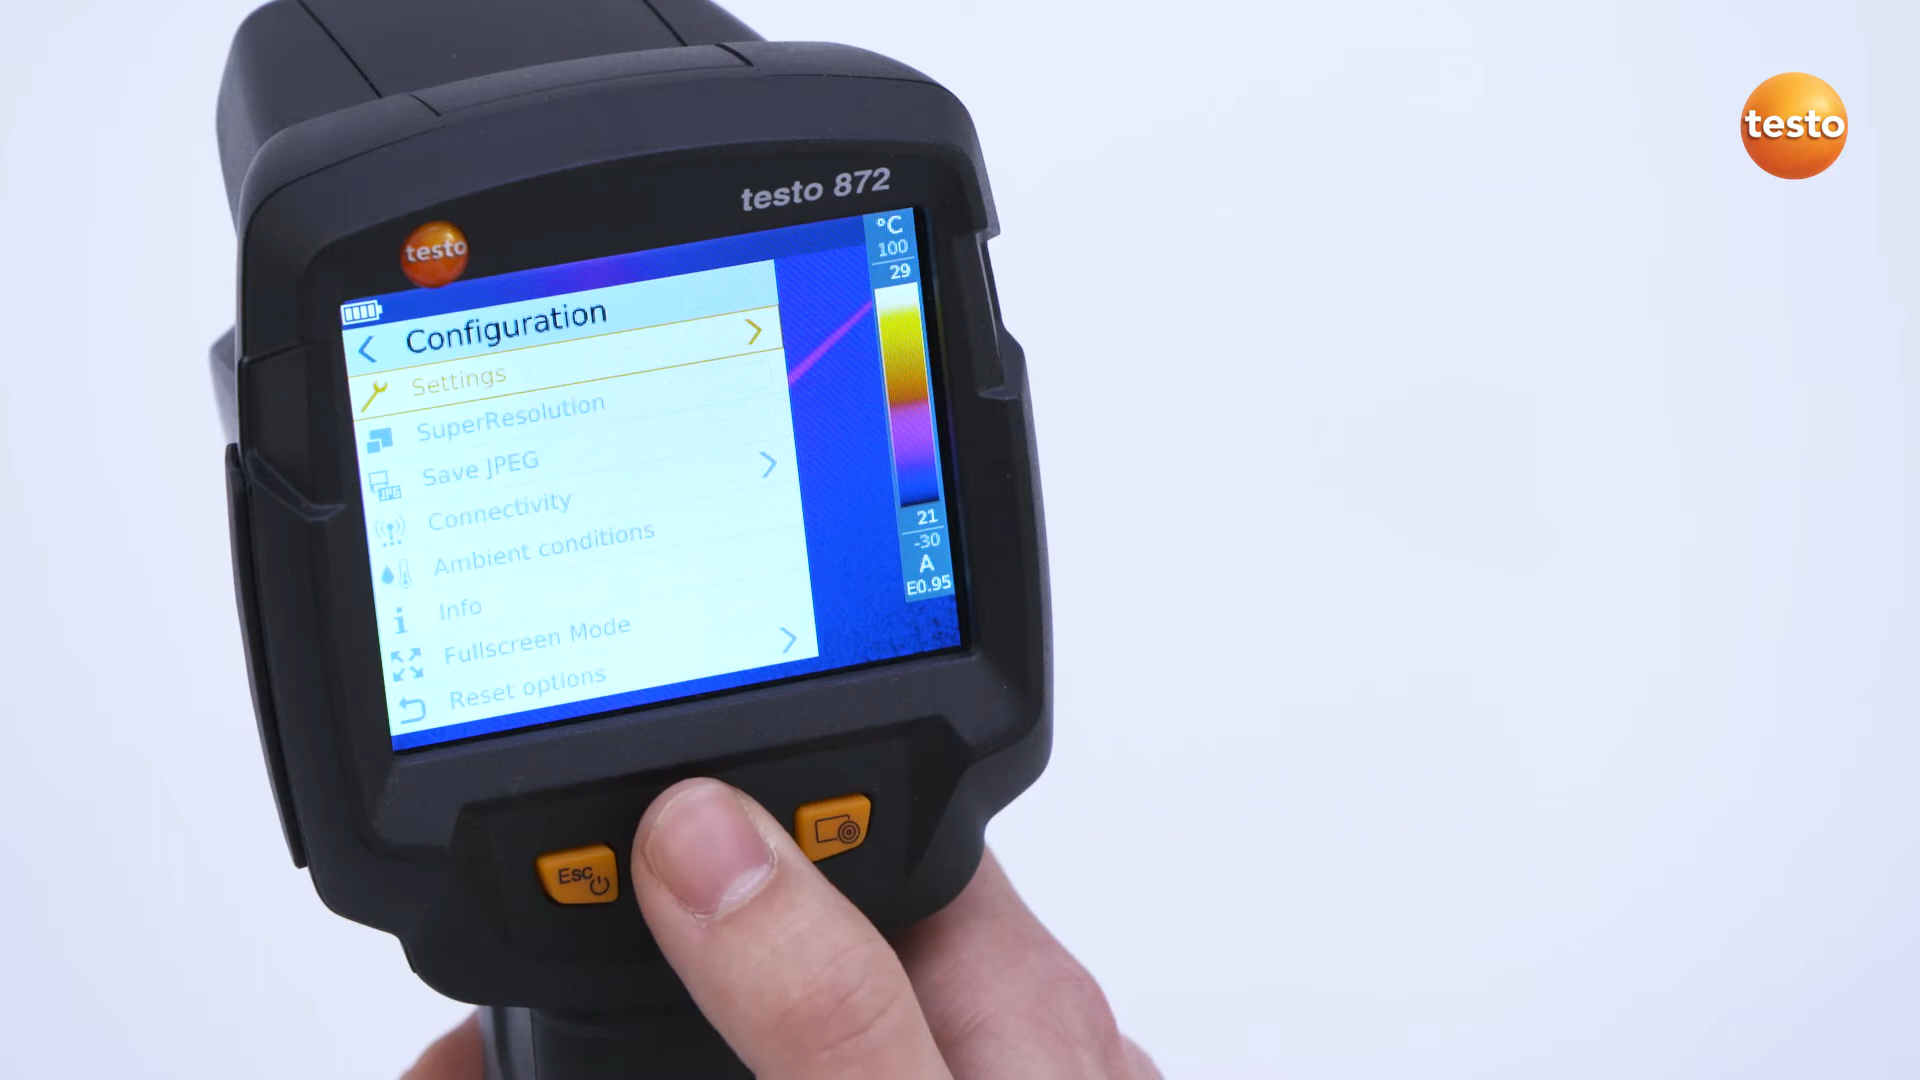 testo
testo 872
testo
°C
100
29
Configuration
Settings
SuperResolution
Save JPEG
JPG
Connectivity
Ambient conditions
Info
Fullscreen Mode
Reset options
21
-30
A
E0.95
Esc